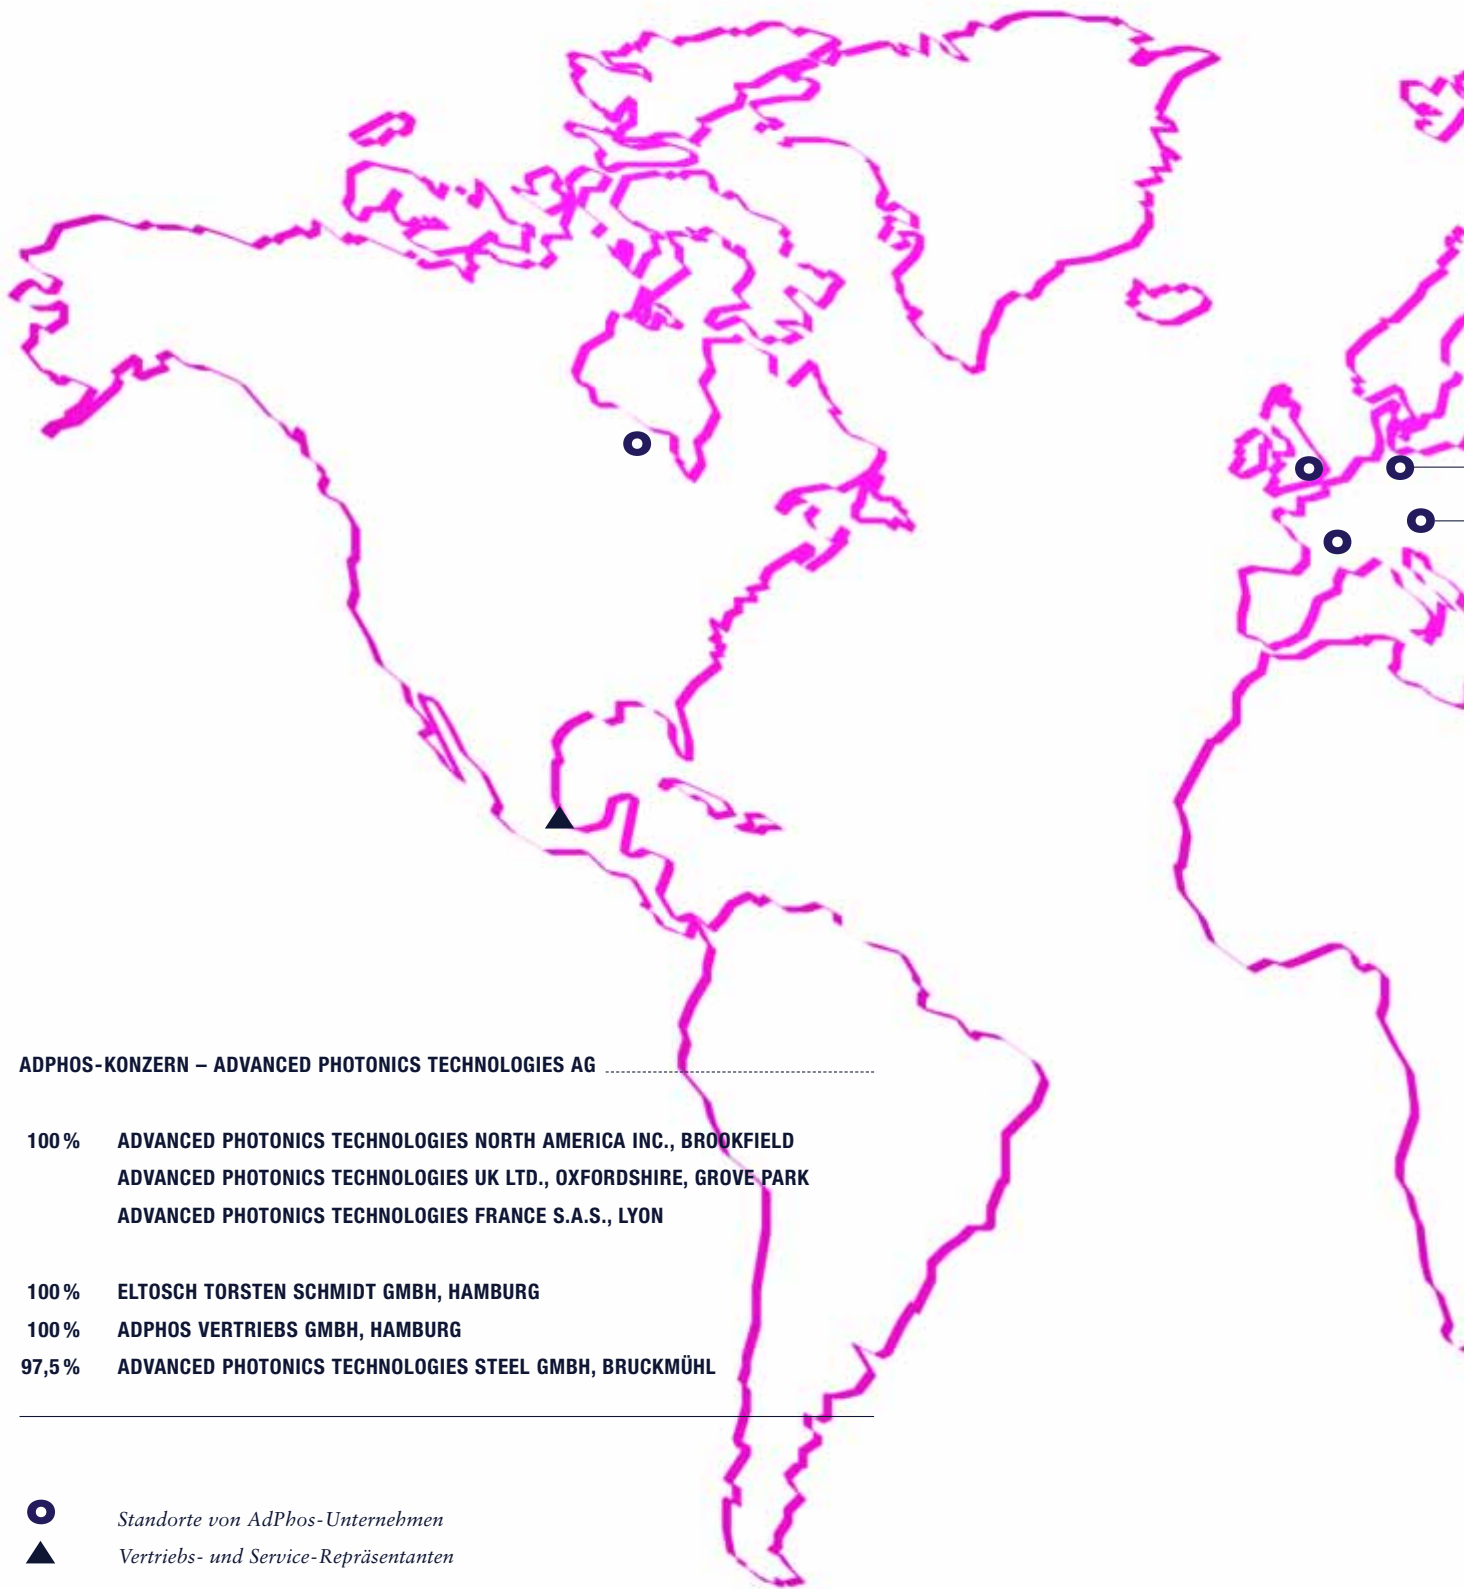 ADPHOS-KONZERN – ADVANCED PHOTONICS TECHNOLOGIES AG
100 % ADVANCED PHOTONICS TECHNOLOGIES NORTH AMERICA INC., BROOKFIELD
ADVANCED PHOTONICS TECHNOLOGIES UK LTD., OXFORDSHIRE, GROVE PARK
ADVANCED PHOTONICS TECHNOLOGIES FRANCE S.A.S., LYON
100 % ELTOSCH TORSTEN SCHMIDT GMBH, HAMBURG
100 % ADPHOS VERTRIEBS GMBH, HAMBURG
97,5 % ADVANCED PHOTONICS TECHNOLOGIES STEEL GMBH, BRUCKMÜHL
Standorte von AdPhos-Unternehmen
Vertriebs- und Service-Repräsentanten